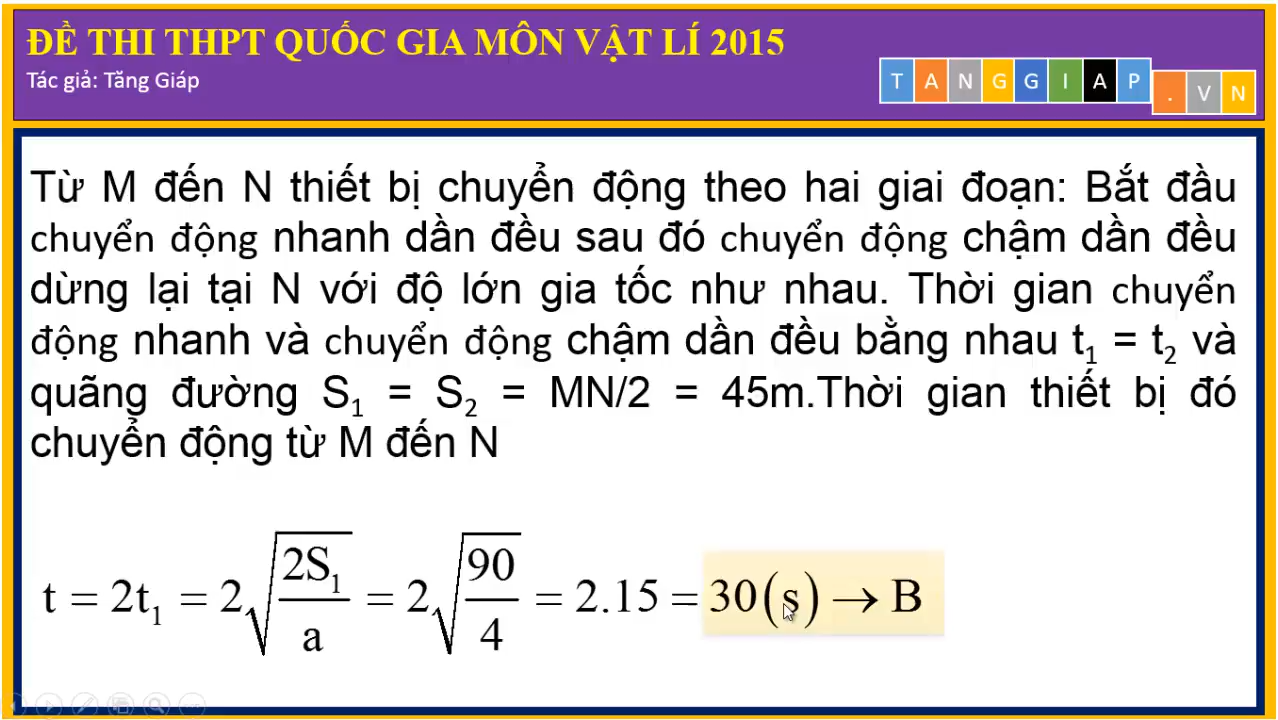 ĐỀ THI THPT QUỐC GIA MÔN VẬT LÍ 2015
Tác giả: Tăng Giáp
TANGGIAP.VN
Từ M đến N thiết bị chuyển động theo hai giai đoạn: Bắt đầu
chuyển động nhanh dần đều sau đó chuyển động chậm dần đều
dừng lại tại N với độ lớn gia tốc như nhau. Thời gian chuyển
động nhanh và chuyển động chậm dần đều bằng nhau t₁ = t₂ và
quãng đường S₁ = S₂ = MN/2 = 45m.Thời gian thiết bị đó
chuyển động từ M đến N
t = 2t₁ = 2√(2S₁/a) = 2√(90/4) = 2.15 = 30(s) → B